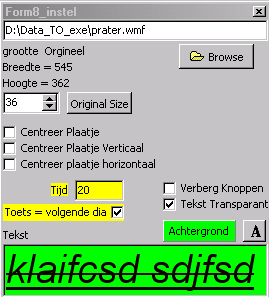 Form8_instel
D:\Data_TO_exe\prater.wmf
grootte Orgineel
Browse
Breedte = 545
Hoogte = 362
36
Original Size
Centreer Plaatje
Centreer Plaatje Verticaal
Centreer plaatje horizontaal
Tijd 20
Verberg Knoppen
Toets = volgende dia
Tekst Transparant
Tekst
Achtergrond
A
klaifcsd sdjfsd